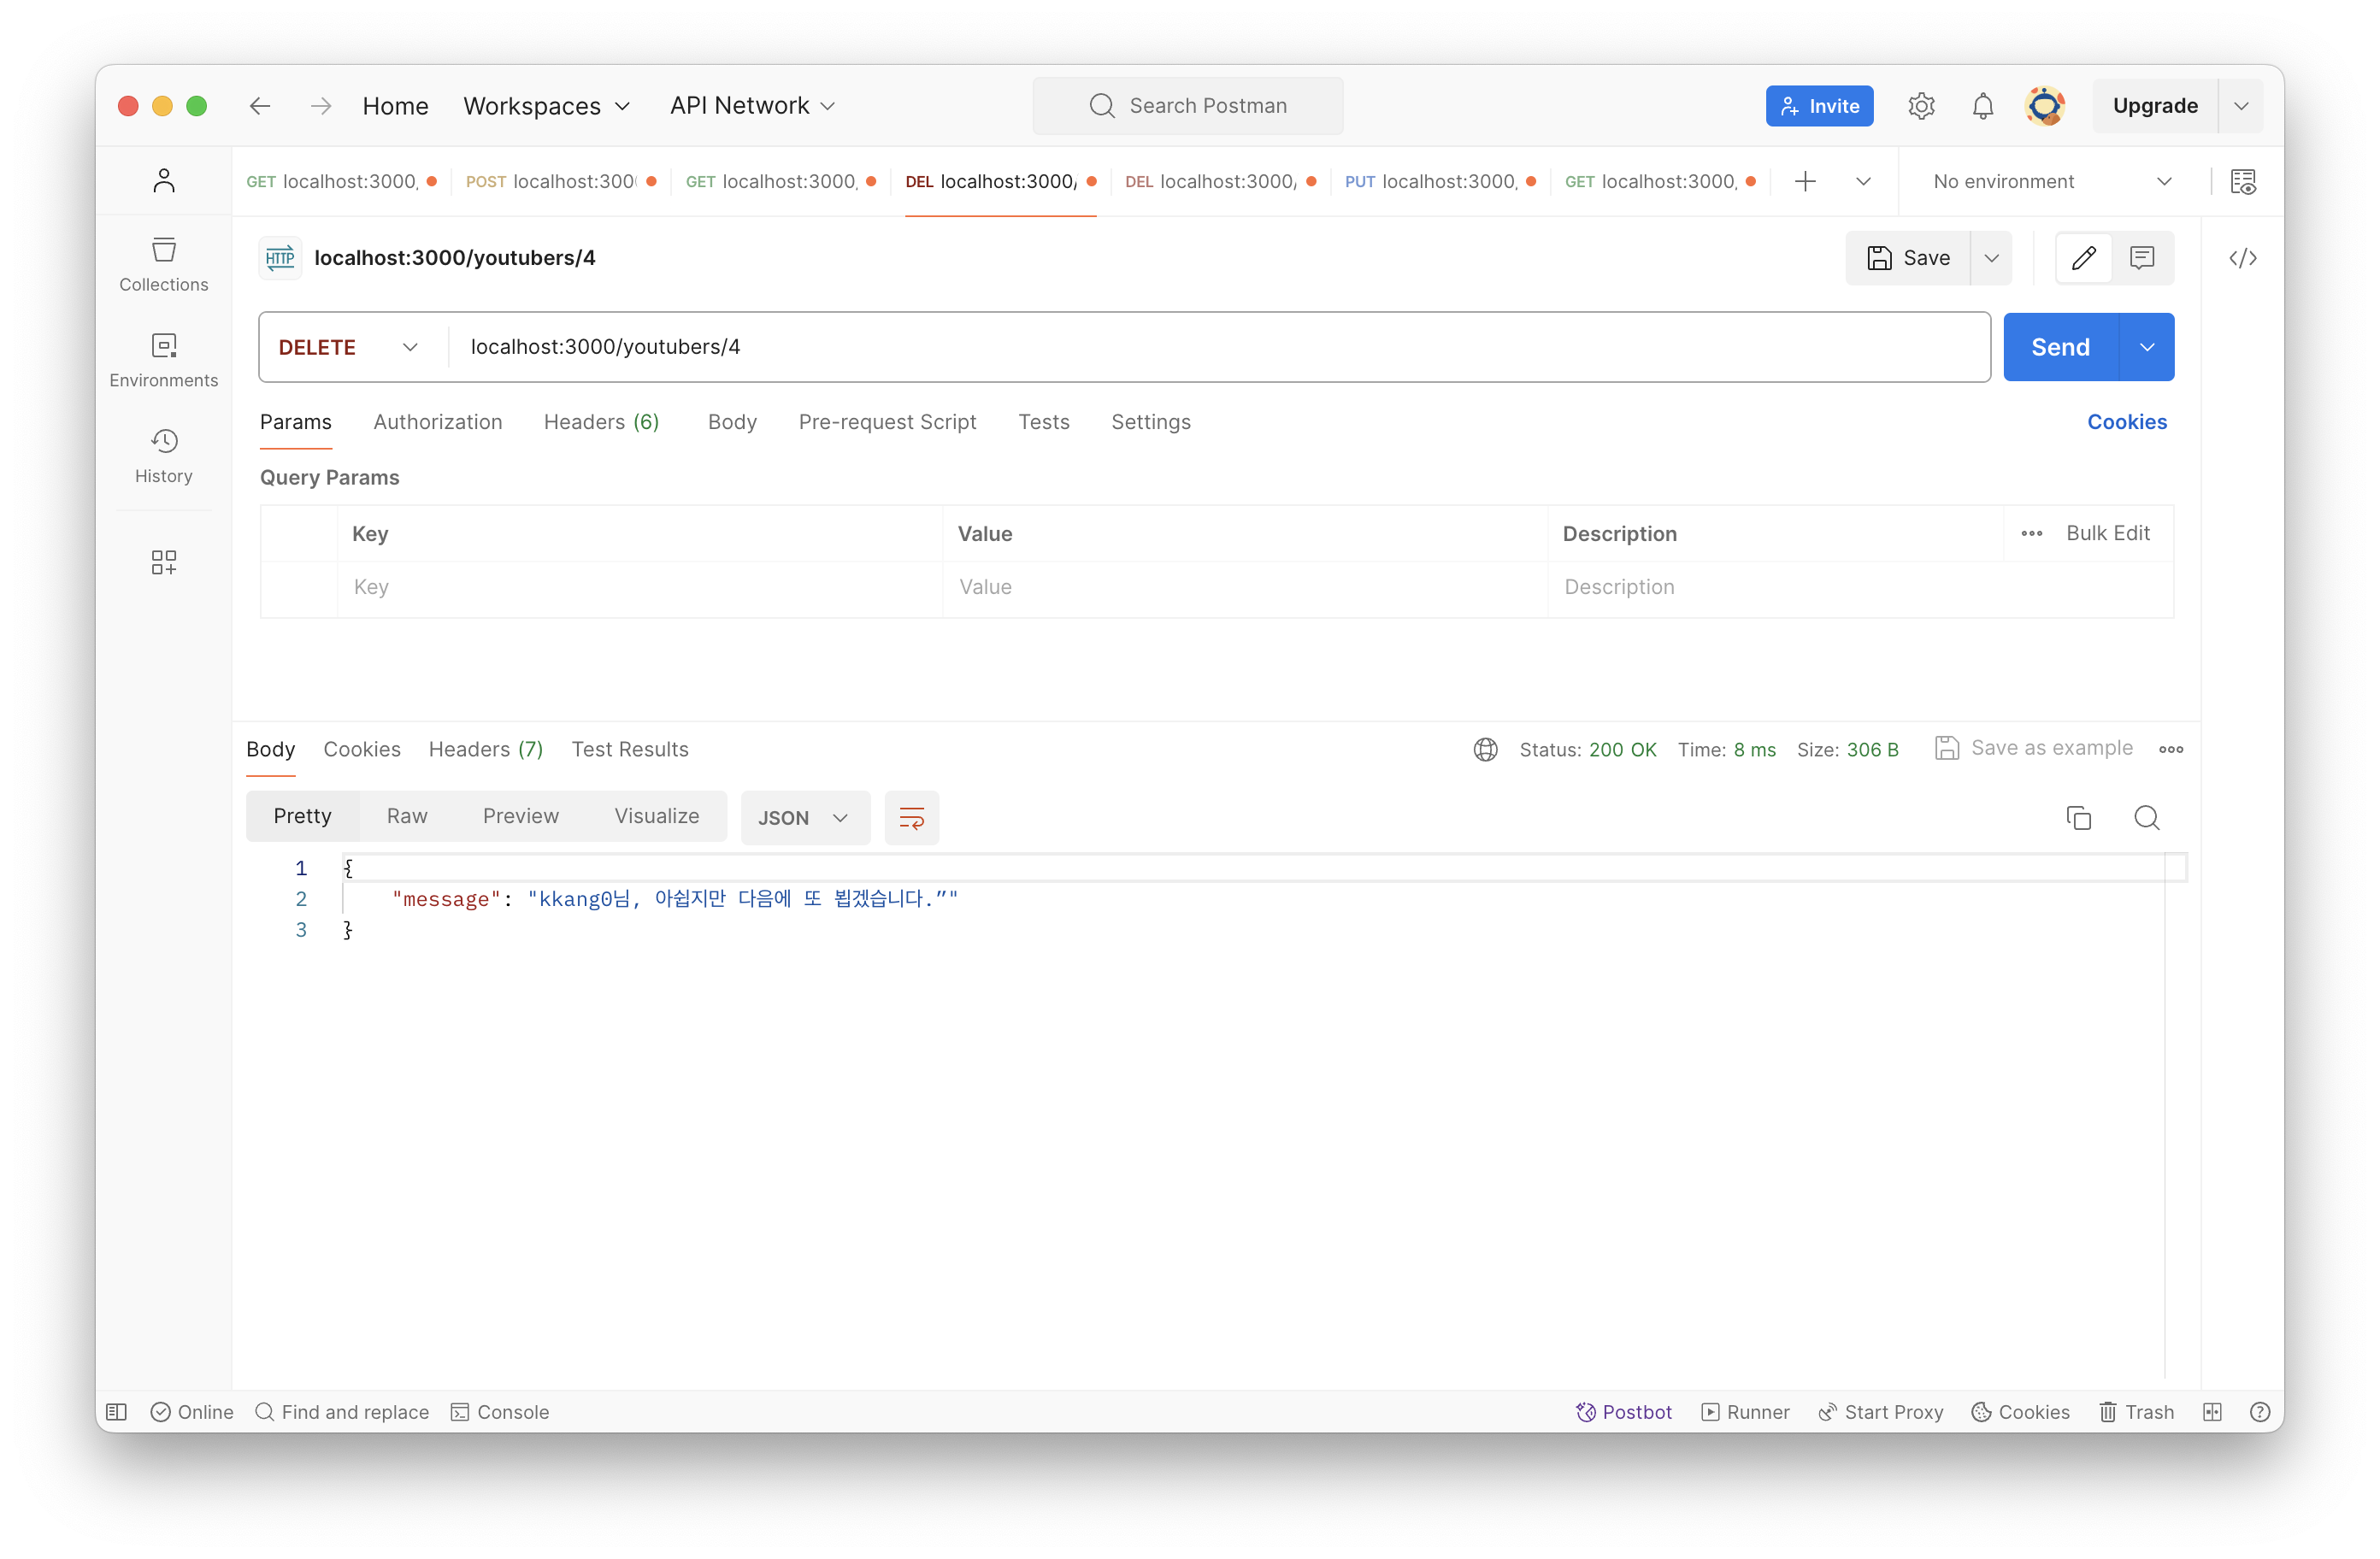 Home Workspaces API Network Search Postman Invite Upgrade
GET localhost:3000, POST localhost:300 GET localhost:3000, DEL localhost:3000/ DEL localhost:3000/ PUT localhost:3000, GET localhost:3000, No environment
HTTP localhost:3000/youtubers/4 Save
Collections
Environments
History
DELETE localhost:3000/youtubers/4 Send
Params Authorization Headers (6) Body Pre-request Script Tests Settings Cookies
Query Params
Key Value Description Bulk Edit
Key Value Description
Body Cookies Headers (7) Test Results Status: 200 OK Time: 8 ms Size: 306 B Save as example
Pretty Raw Preview Visualize JSON
1 {
2 "message": "kkang0님, 아쉽지만 다음에 또 뵙겠습니다.”"
3 }
Online Find and replace Console Postbot Runner Start Proxy Cookies Trash